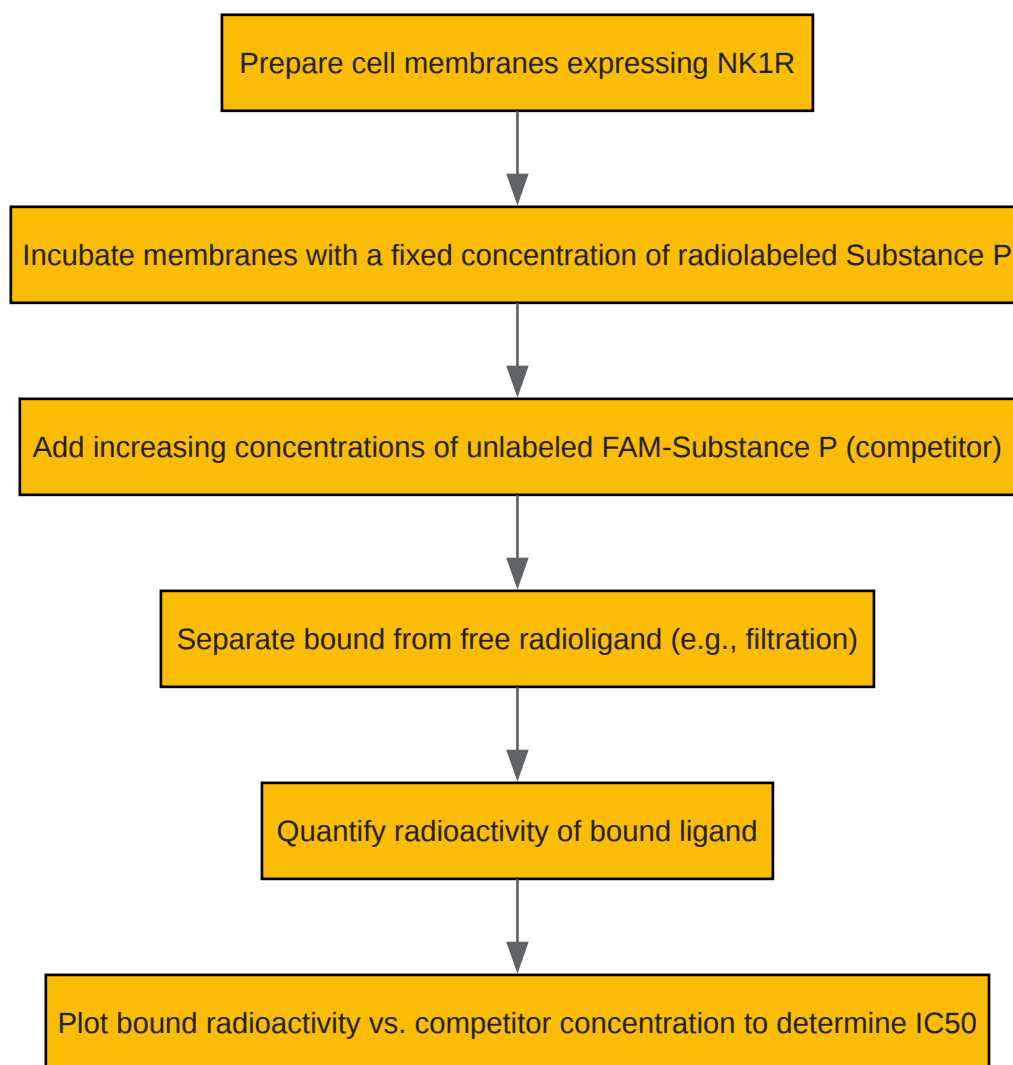 Prepare cell membranes expressing NK1R
Incubate membranes with a fixed concentration of radiolabeled Substance P
Add increasing concentrations of unlabeled FAM-Substance P (competitor)
Separate bound from free radioligand (e.g., filtration)
Quantify radioactivity of bound ligand
Plot bound radioactivity vs. competitor concentration to determine IC50